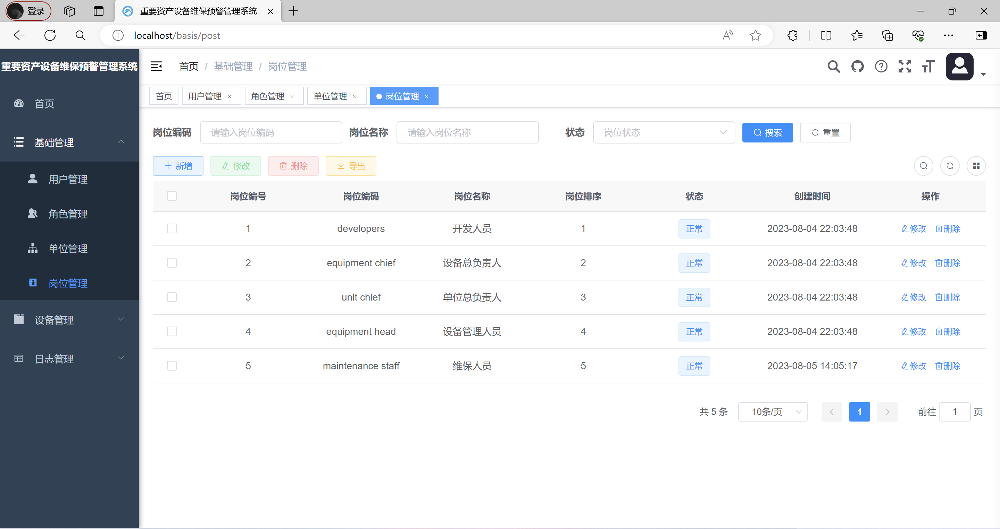 登录
重要资产设备维保预警管理系统
localhost/basis/post
重要资产设备维保预警管理系统
首页 / 基础管理 / 岗位管理
首页
用户管理 ×
角色管理 ×
单位管理 ×
岗位管理 ×
首页
基础管理
用户管理
角色管理
单位管理
岗位管理
设备管理
日志管理
岗位编码 请输入岗位编码 岗位名称 请输入岗位名称 状态 岗位状态 搜索 重置
新增 修改 删除 导出
岗位编号 岗位编码 岗位名称 岗位排序 状态 创建时间 操作
1 developers 开发人员 1 正常 2023-08-04 22:03:48 修改 删除
2 equipment chief 设备总负责人 2 正常 2023-08-04 22:03:48 修改 删除
3 unit chief 单位总负责人 3 正常 2023-08-04 22:03:48 修改 删除
4 equipment head 设备管理人员 4 正常 2023-08-04 22:03:48 修改 删除
5 maintenance staff 维保人员 5 正常 2023-08-05 14:05:17 修改 删除
共 5 条 10条/页 1 前往 1 页